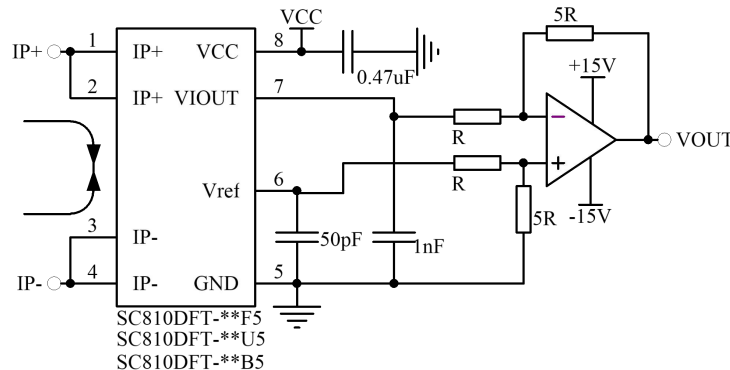 VCC
5R
IP+
1
IP+
VCC
8
0.47uF
+15V
2
IP+
VIOUT
7
R
−
VOUT
R
+
Vref
6
5R
-15V
3
IP-
50pF
1nF
IP-
4
IP-
GND
5
SC810DFT-**F5
SC810DFT-**U5
SC810DFT-**B5